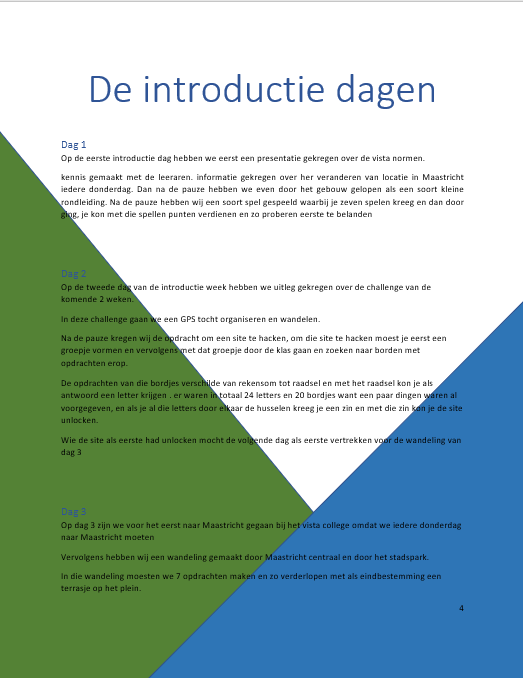 De introductie dagen
Dag 1
Op de eerste introductie dag hebben we eerst een presentatie gekregen over de vista normen.
kennis gemaakt met de leeraren. informatie gekregen over her veranderen van locatie in Maastricht
iedere donderdag. Dan na de pauze hebben we even door het gebouw gelopen als een soort kleine
rondleiding. Na de pauze hebben wij een soort spel gespeeld waarbij je zeven spelen kreeg en dan door
ging, je kon met die spellen punten verdienen en zo proberen eerste te belanden
Dag 2
Op de tweede dag van de introductie week hebben we uitleg gekregen over de challenge van de
komende 2 weken.
In deze challenge gaan we een GPS tocht organiseren en wandelen.
Na de pauze kregen wij de opdracht om een site te hacken, om die site te hacken moest je eerst een
groepje vormen en vervolgens met dat groepje door de klas gaan en zoeken naar borden met
opdrachten erop.
De opdrachten van die bordjes verschilde van rekensom tot raadsel en met het raadsel kon je als
antwoord een letter krijgen . er waren in totaal 24 letters en 20 bordjes want een paar dingen waren al
voorgegeven, en als je al die letters door elkaar de husselen kreeg je een zin en met die zin kon je de site
unlocken.
Wie de site als eerste had unlocken mocht de volgende dag als eerste vertrekken voor de wandeling van
dag 3
Dag 3
Op dag 3 zijn we voor het eerst naar Maastricht gegaan bij het vista college omdat we iedere donderdag
naar Maastricht moeten
Vervolgens hebben wij een wandeling gemaakt door Maastricht centraal en door het stadspark.
In die wandeling moesten we 7 opdrachten maken en zo verderlopen met als eindbestemming een
terrasje op het plein.
4